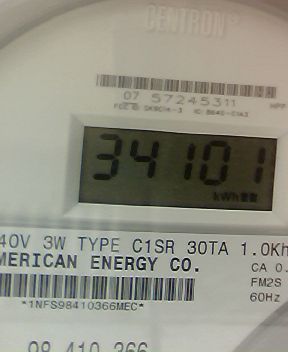 CENTRON®
07 57245311
HPP
34101
kWh
40V 3W TYPE C1SR 30TA 1.0Kh
MERICAN ENERGY CO.
CA 0.
FM2S
*1NFS98410366MEC*
60Hz
98 410 366